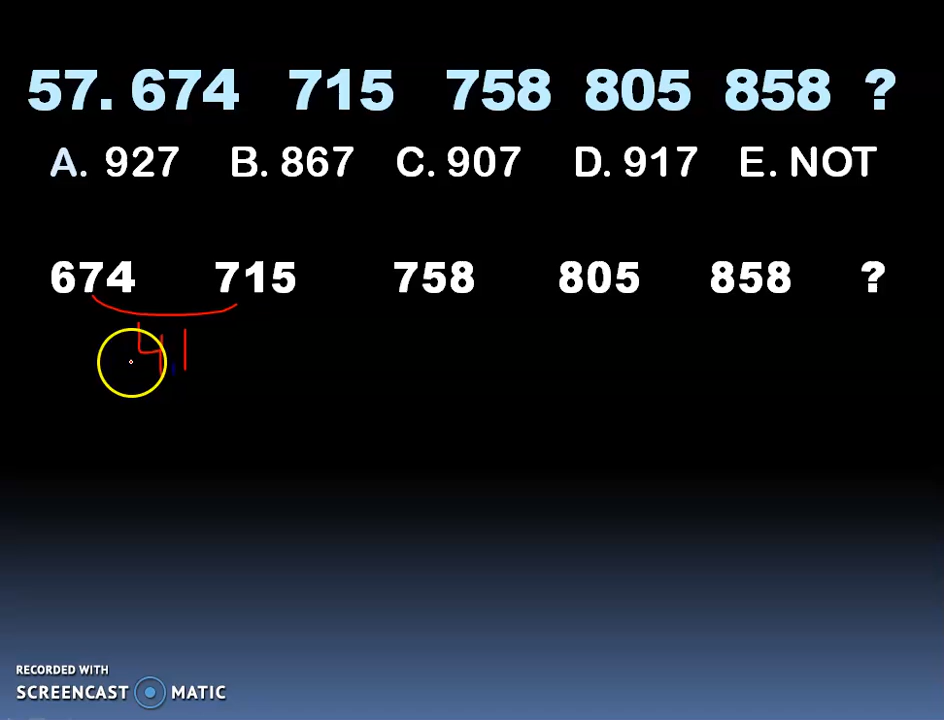 57. 674 715 758 805 858 ?
A. 927 B. 867 C. 907 D. 917 E. NOT
674 715 758 805 858 ?
41
RECORDED WITH
SCREENCAST MATIC